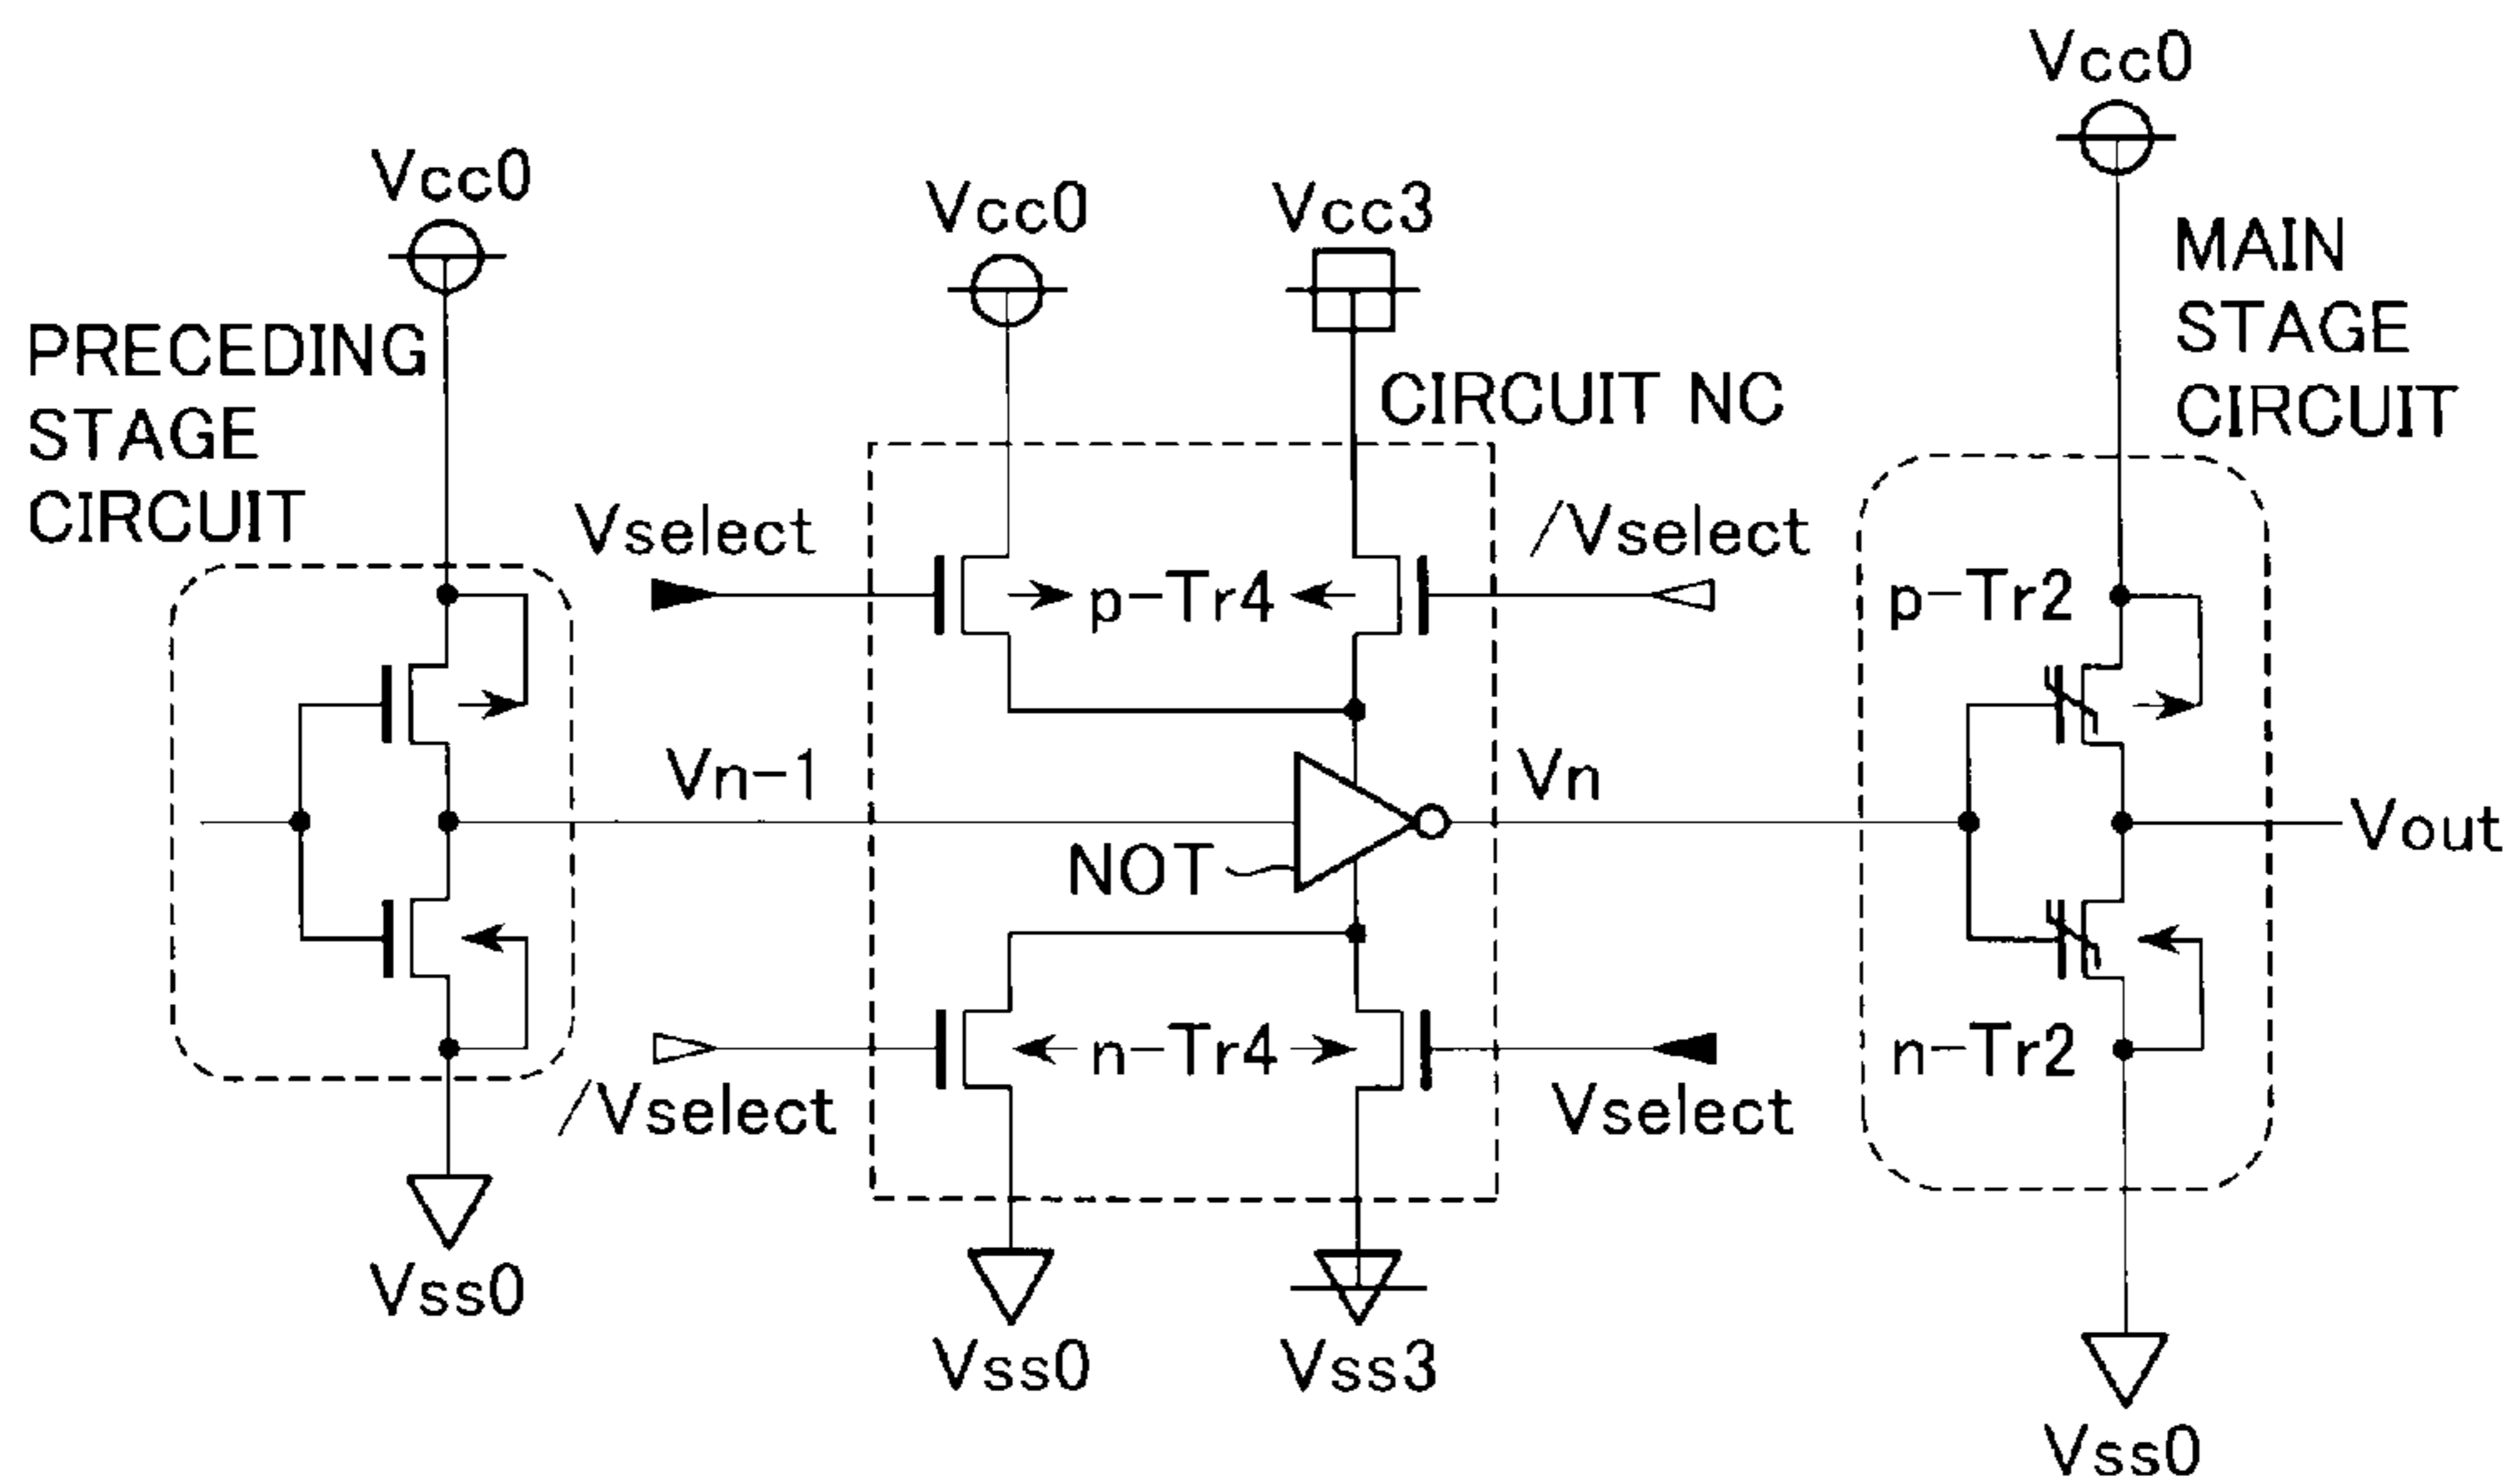 Vcc0
Vcc0
Vcc0
Vcc3
MAIN
STAGE
CIRCUIT
PRECEDING
STAGE
CIRCUIT
CIRCUIT NC
Vselect
/Vselect
p-Tr4
p-Tr2
Vn-1
Vn
NOT
Vout
n-Tr4
n-Tr2
/Vselect
Vselect
Vss0
Vss0
Vss3
Vss0